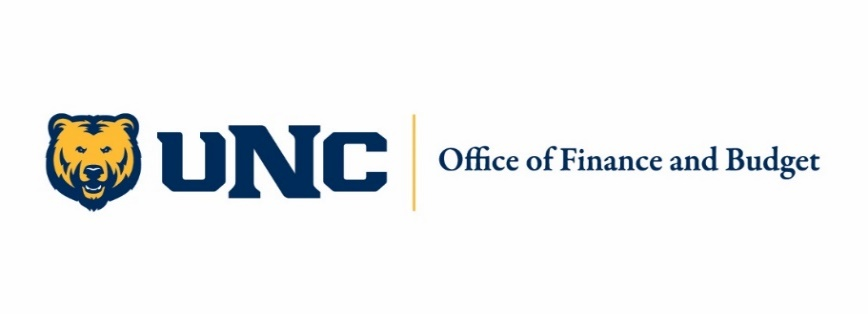 UNC
Office of Finance and Budget